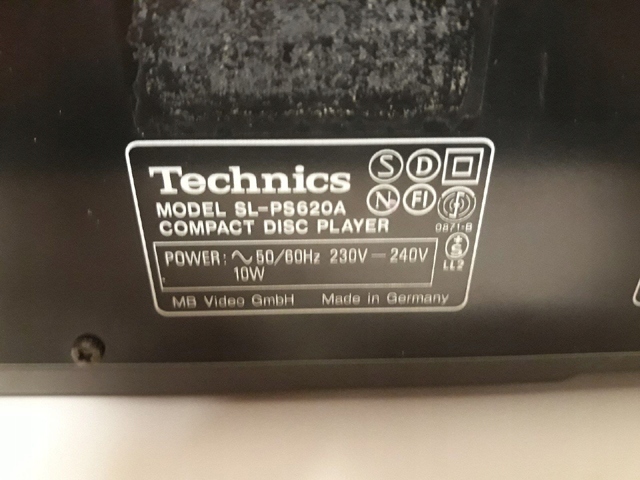 Technics
MODEL SL-PS620A
COMPACT DISC PLAYER
S D
N FI
0871-B
LL2
POWER: ∿ 50/60Hz 230V – 240V
10W
MB Video GmbH Made in Germany